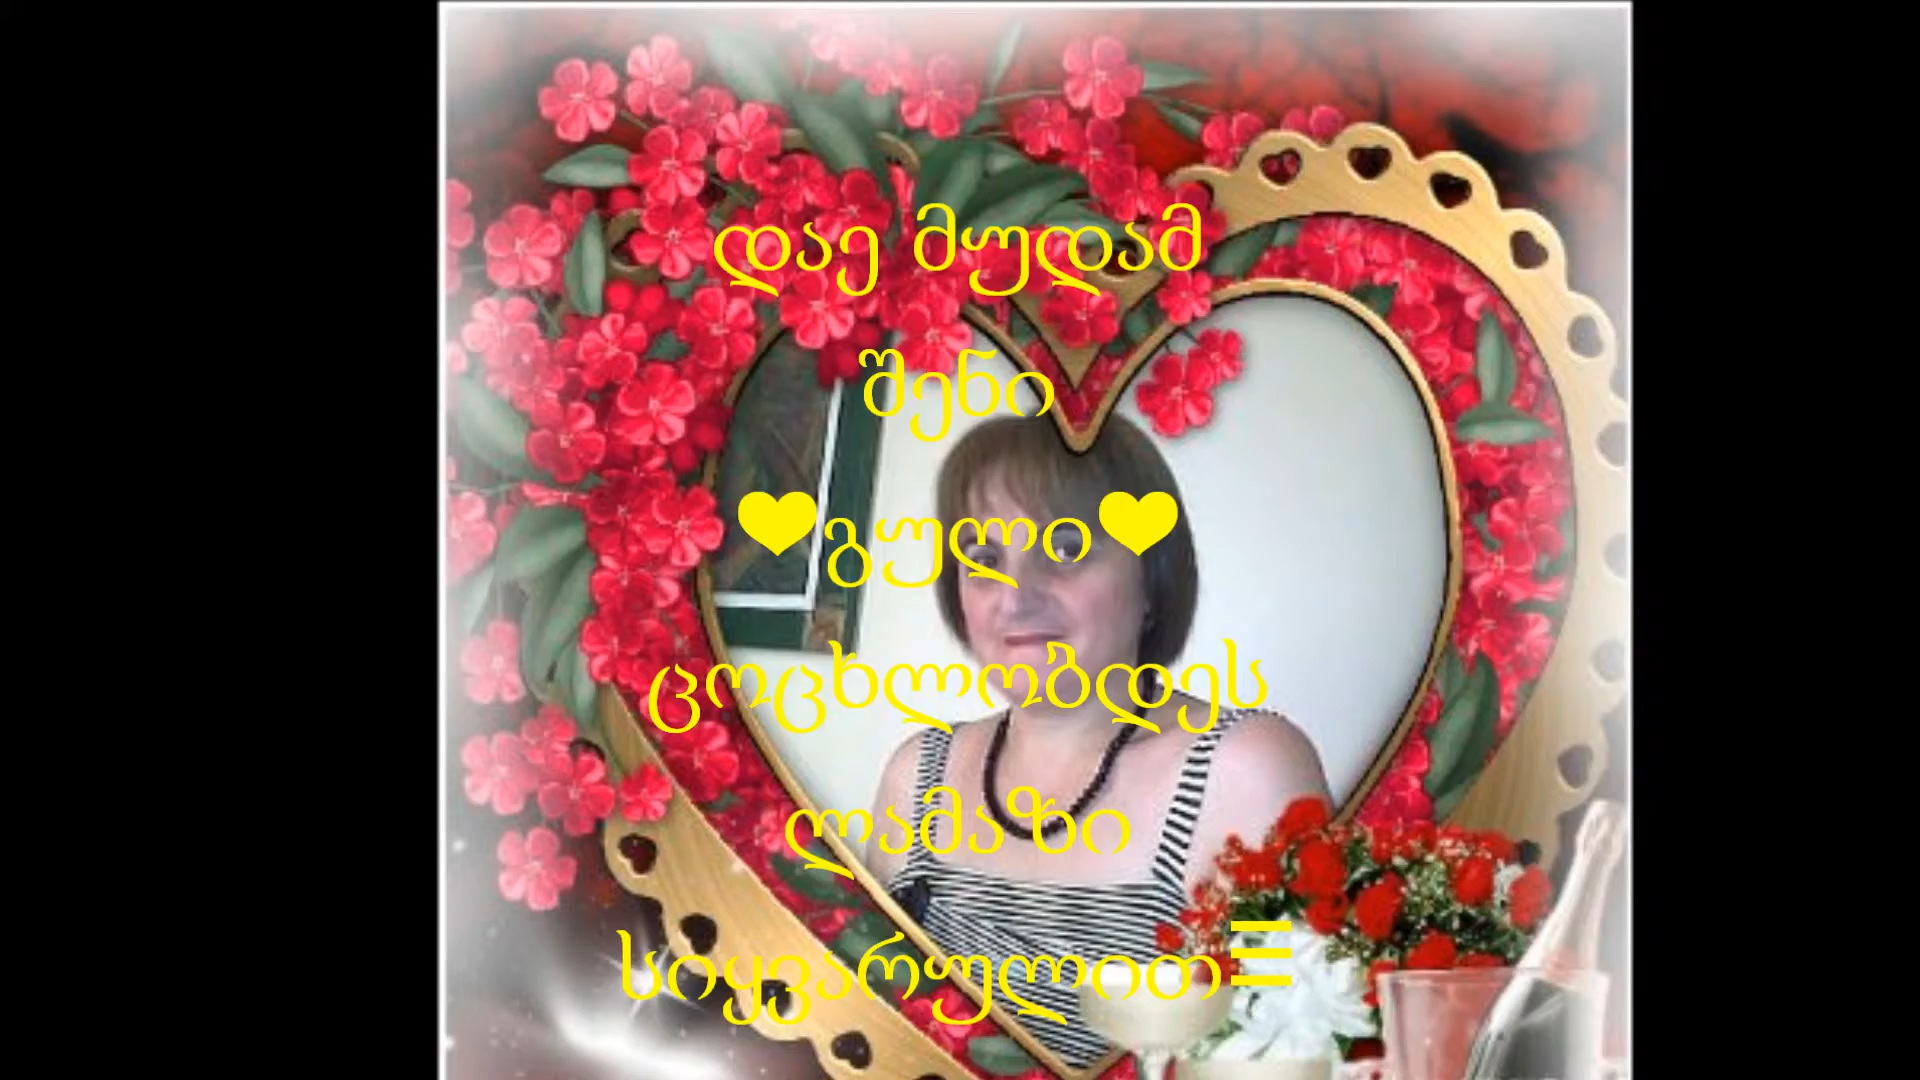 დაე მუდამ
შენი
❤გული❤
ცოცხლობდეს
ლამაზი
სიყვარულით☰